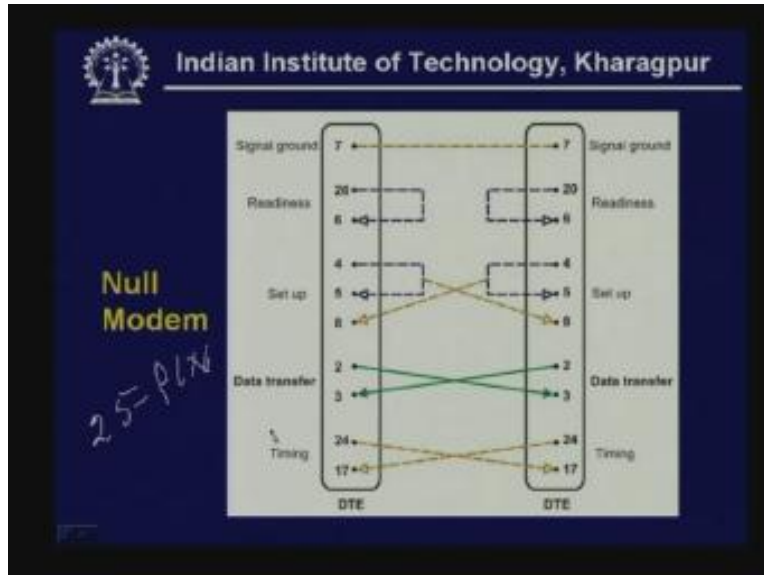 Indian Institute of Technology, Kharagpur
Signal ground 7 7 Signal ground
20 20
Readiness Readiness
6 6
4 4
Null
Set up 5 5 Set up
Modem
8 8
2 2
Data transfer Data transfer
3 3
25-PIN
24 24
Timing Timing
17 17
DTE DTE